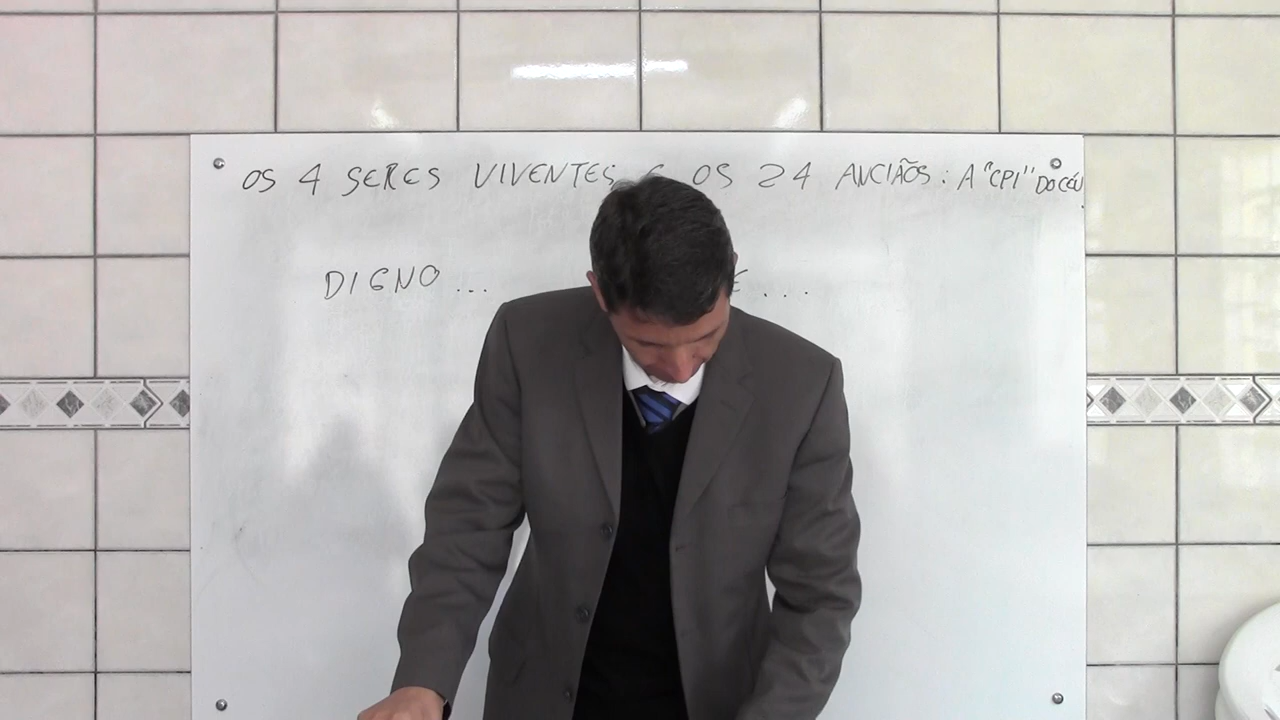 OS 4 SERES VIVENTES E OS 24 ANCIÃOS: A "CPI" DO CÉU.
DIGNO ... E ...